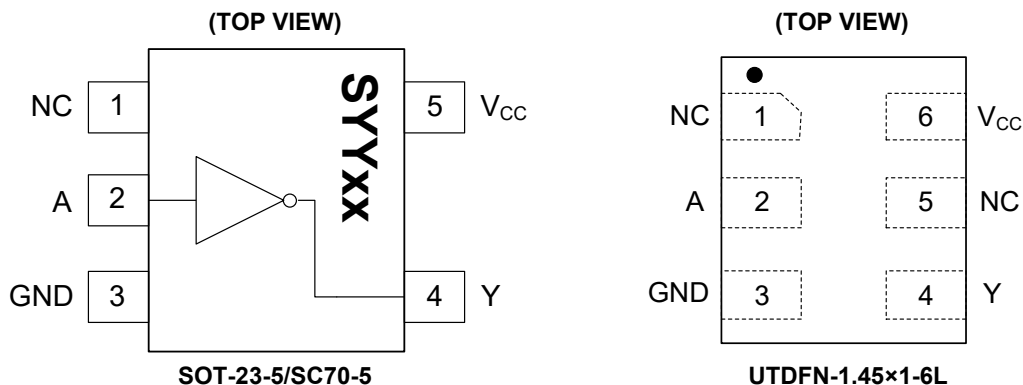 (TOP VIEW)
NC 1
A 2
GND 3
SYYxx
5 VCC
4 Y
SOT-23-5/SC70-5
(TOP VIEW)
NC 1
A 2
GND 3
6 VCC
5 NC
4 Y
UTDFN-1.45×1-6L